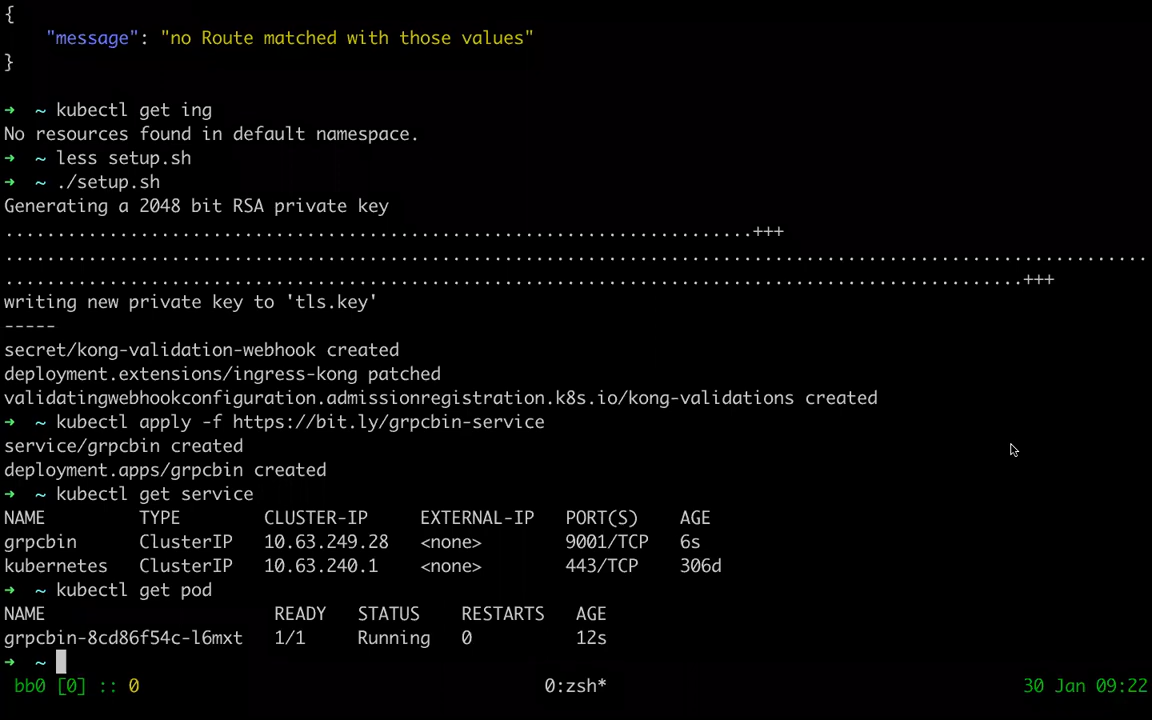 {
    "message": "no Route matched with those values"
}
➜  ~ kubectl get ing
No resources found in default namespace.
➜  ~ less setup.sh
➜  ~ ./setup.sh
Generating a 2048 bit RSA private key
........................................................................+++
..............................................................................................................
..................................................................................................+++
writing new private key to 'tls.key'
-----
secret/kong-validation-webhook created
deployment.extensions/ingress-kong patched
validatingwebhookconfiguration.admissionregistration.k8s.io/kong-validations created
➜  ~ kubectl apply -f https://bit.ly/grpcbin-service
service/grpcbin created
deployment.apps/grpcbin created
➜  ~ kubectl get service
NAME         TYPE        CLUSTER-IP     EXTERNAL-IP   PORT(S)    AGE
grpcbin      ClusterIP   10.63.249.28   <none>        9001/TCP   6s
kubernetes   ClusterIP   10.63.240.1    <none>        443/TCP    306d
➜  ~ kubectl get pod
NAME                      READY   STATUS    RESTARTS   AGE
grpcbin-8cd86f54c-l6mxt   1/1     Running   0          12s
➜  ~
bb0 [0] :: 0 0:zsh* 30 Jan 09:22